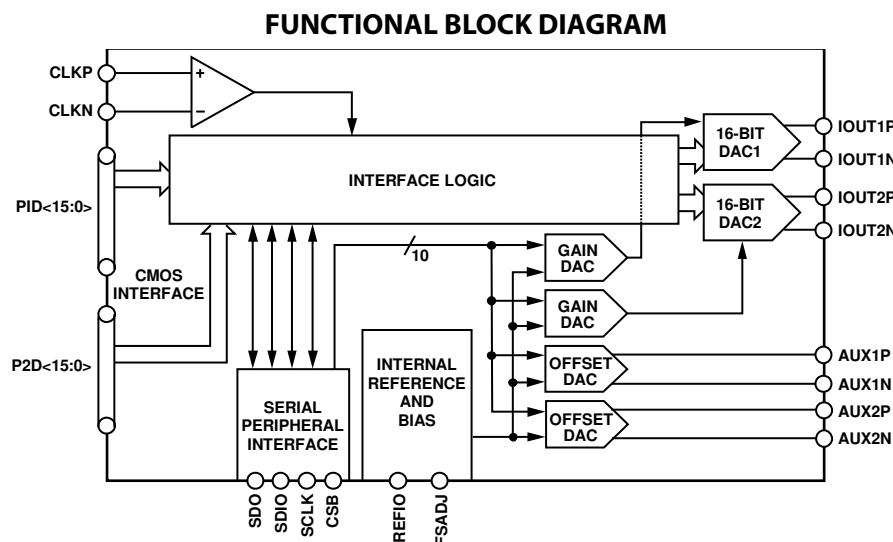 FUNCTIONAL BLOCK DIAGRAM
CLKP
CLKN
PID<15:0>
P2D<15:0>
CMOS
INTERFACE
INTERFACE LOGIC
16-BIT
DAC1
16-BIT
DAC2
IOUT1P
IOUT1N
IOUT2P
IOUT2N
10
GAIN
DAC
GAIN
DAC
OFFSET
DAC
OFFSET
DAC
AUX1P
AUX1N
AUX2P
AUX2N
SERIAL
PERIPHERAL
INTERFACE
INTERNAL
REFERENCE
AND
BIAS
SDO
SDIO
SCLK
CSB
REFIO
FSADJ
+
–